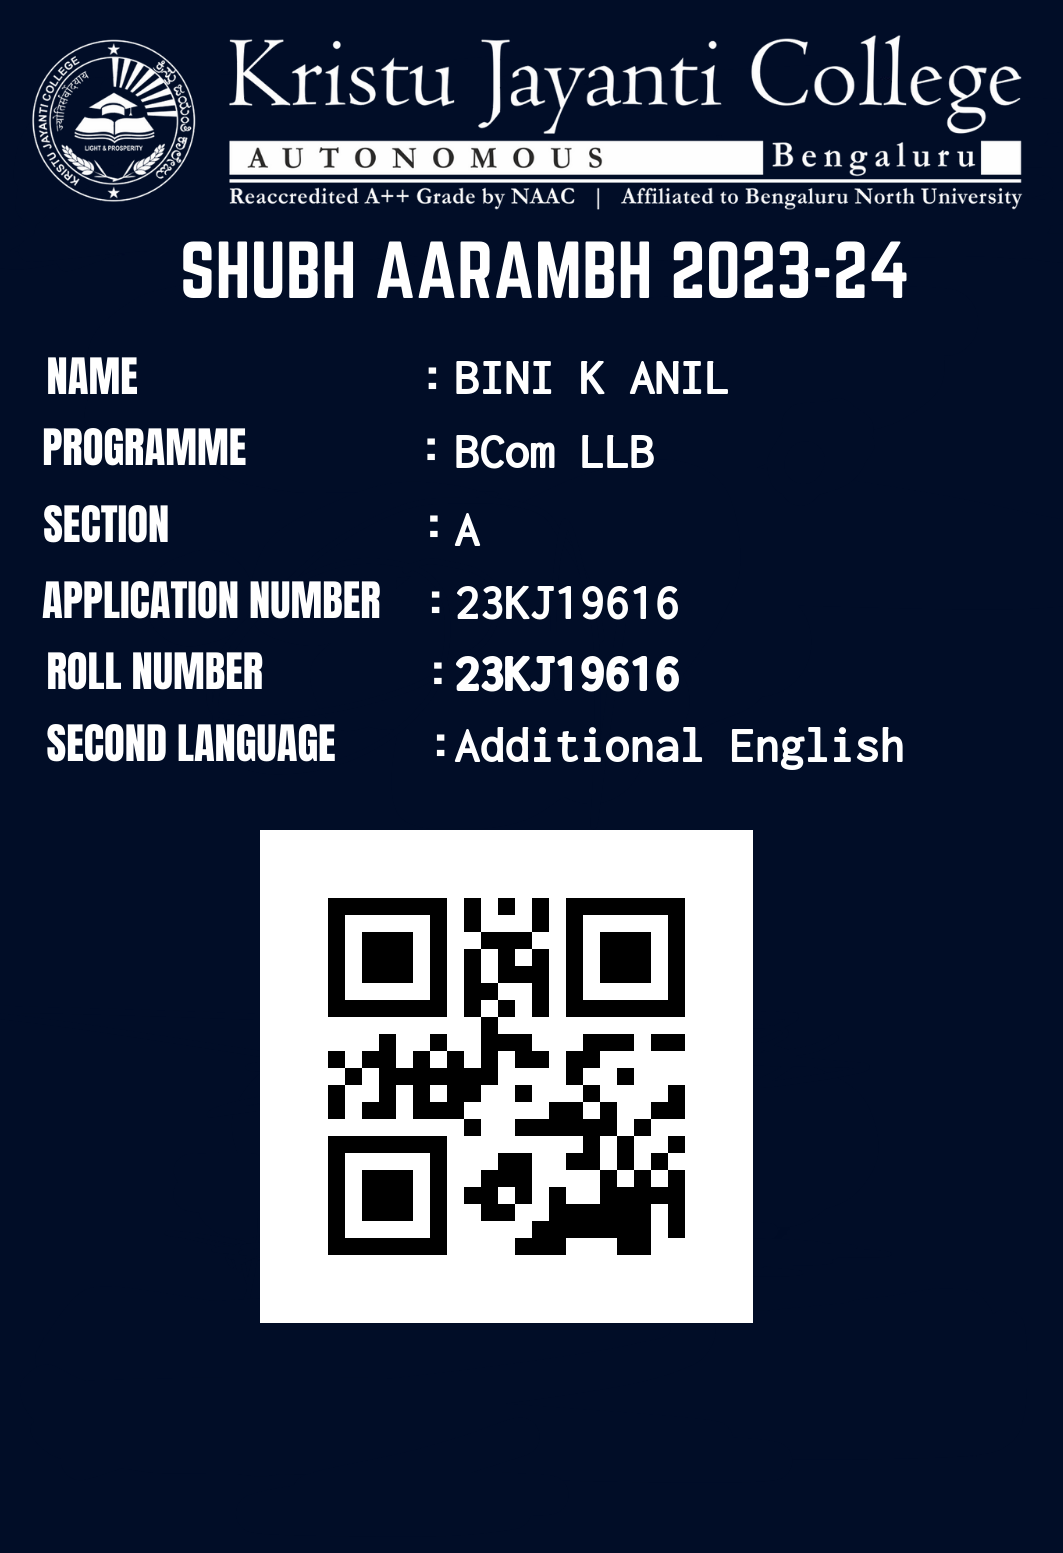 Kristu Jayanti College
AUTONOMOUS Bengaluru
Reaccredited A++ Grade by NAAC | Affiliated to Bengaluru North University
KRISTU JAYANTI COLLEGE
LIGHT & PROSPERITY
SHUBH AARAMBH 2023-24
NAME : BINI K ANIL
PROGRAMME : BCom LLB
SECTION : A
APPLICATION NUMBER : 23KJ19616
ROLL NUMBER : 23KJ19616
SECOND LANGUAGE : Additional English